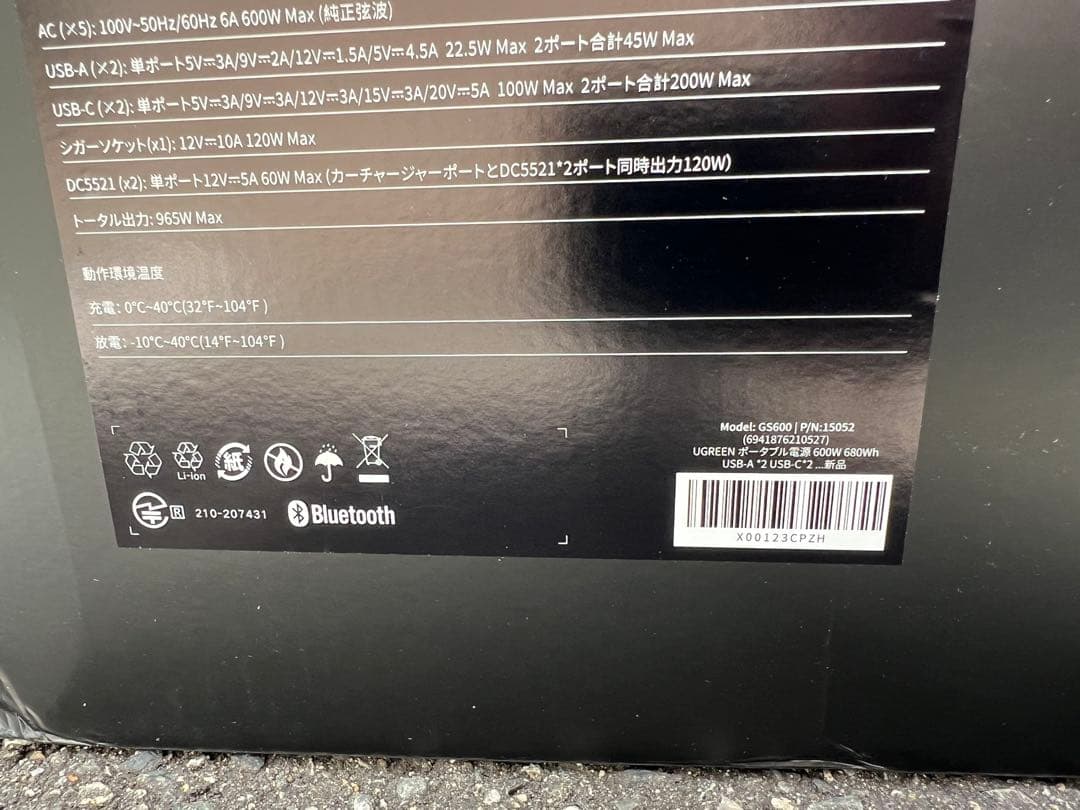 AC (×5): 100V~50Hz/60Hz 6A 600W Max (純正弦波)
USB-A (×2): 単ポート5V⎓3A/9V⎓2A/12V⎓1.5A/5V⎓4.5A 22.5W Max 2ポート合計45W Max
USB-C (×2): 単ポート5V⎓3A/9V⎓3A/12V⎓3A/15V⎓3A/20V⎓5A 100W Max 2ポート合計200W Max
シガーソケット(x1): 12V⎓10A 120W Max
DC5521 (x2): 単ポート12V⎓5A 60W Max (カーチャージャーポートとDC5521*2ポート同時出力120W)
トータル出力: 965W Max
動作環境温度
充電: 0°C~40°C(32°F~104°F )
放電: -10°C~40°C(14°F~104°F )
Li-ion
紙
R 210-207431
Bluetooth
Model: GS600 | P/N:15052
(6941876210527)
UGREEN ポータブル電源 600W 680Wh
USB-A *2 USB-C*2 ...新品
X00123CPZH